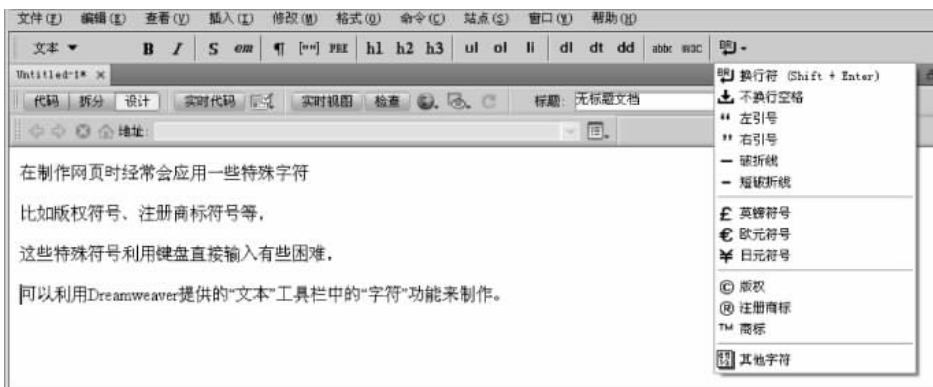 文件(F) 编辑(E) 查看(V) 插入(I) 修改(M) 格式(O) 命令(C) 站点(S) 窗口(W) 帮助(H)
文本 B I S em ¶ [""] PRE h1 h2 h3 ul ol li dl dt dd abbr W3C BRJ
Untitled-1* ×
代码 拆分 设计 实时代码 实时视图 检查 标题: 无标题文档
地址:
在制作网页时经常会应用一些特殊字符
比如版权符号、注册商标符号等，
这些特殊符号利用键盘直接输入有些困难，
可以利用Dreamweaver提供的“文本”工具栏中的“字符”功能来制作。
BRJ 换行符 (Shift + Enter)
不换行空格
“ 左引号
” 右引号
— 破折线
– 短破折线
£ 英镑符号
€ 欧元符号
¥ 日元符号
© 版权
® 注册商标
TM 商标
其他字符